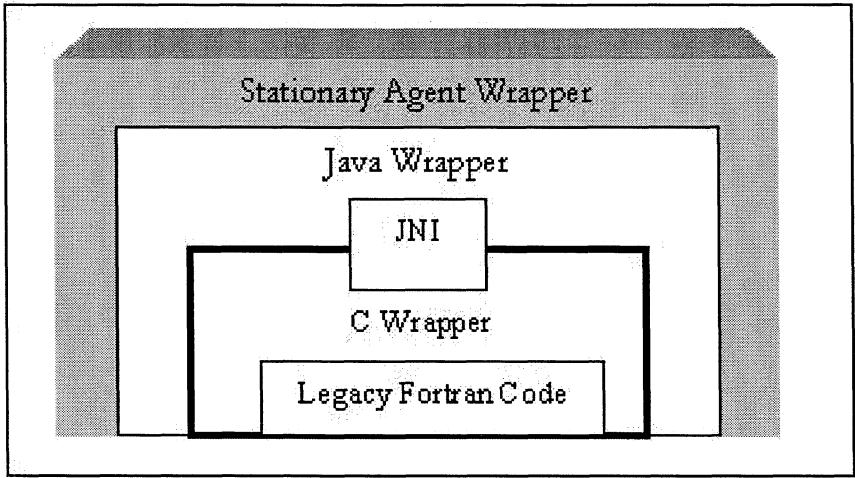 Stationary Agent Wrapper
Java Wrapper
JNI
C Wrapper
Legacy Fortran Code